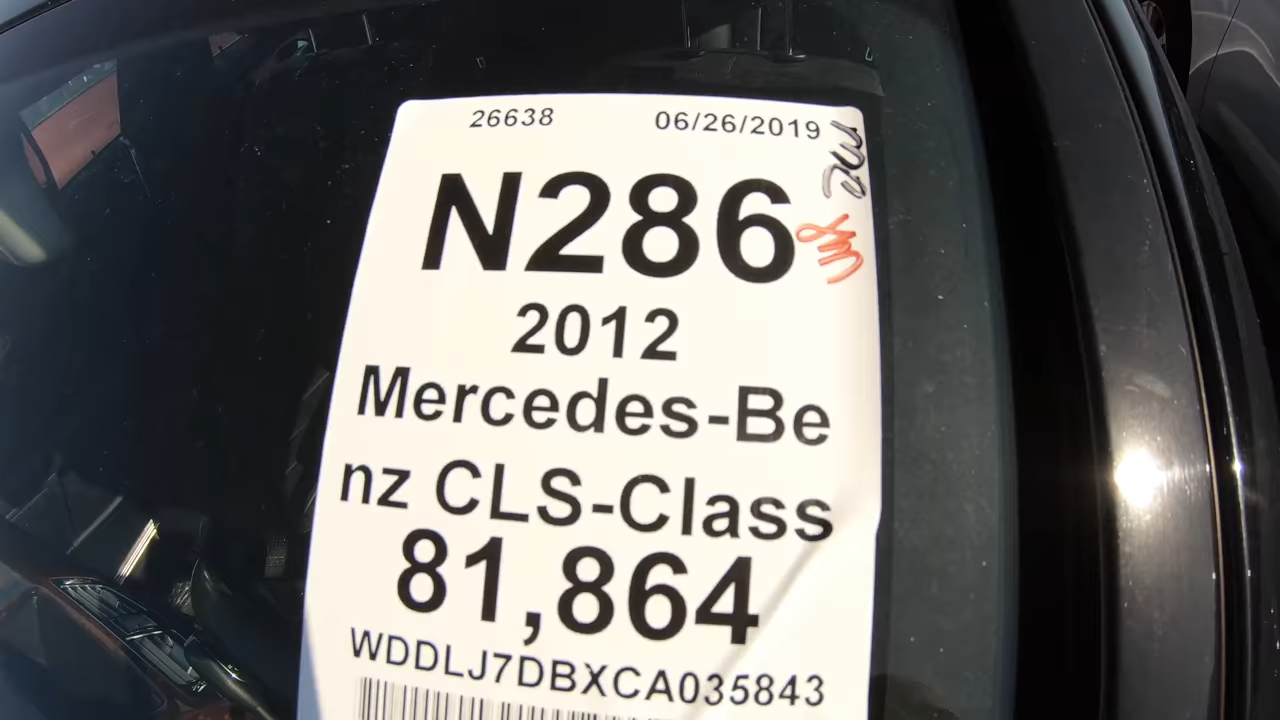 26638 06/26/2019
N286
2012
Mercedes-Be
nz CLS-Class
81,864
WDDLJ7DBXCA035843